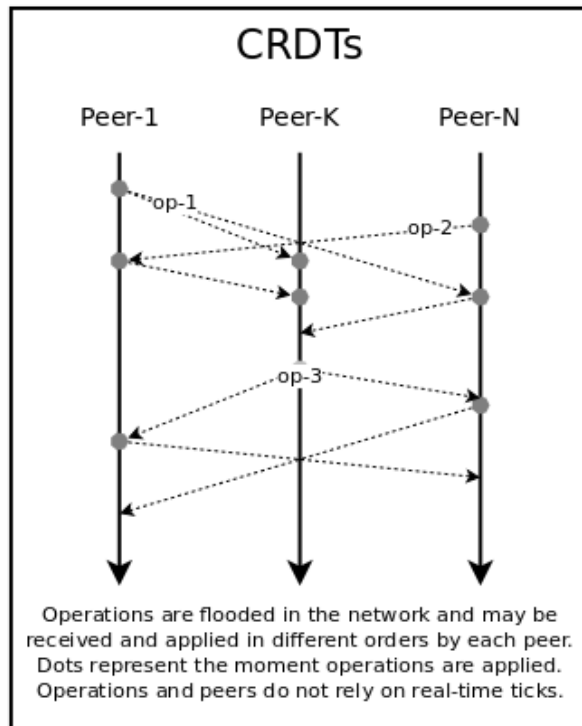 CRDTs
Peer-1 Peer-K Peer-N
op-1
op-2
op-3
Operations are flooded in the network and may be
received and applied in different orders by each peer.
Dots represent the moment operations are applied.
Operations and peers do not rely on real-time ticks.